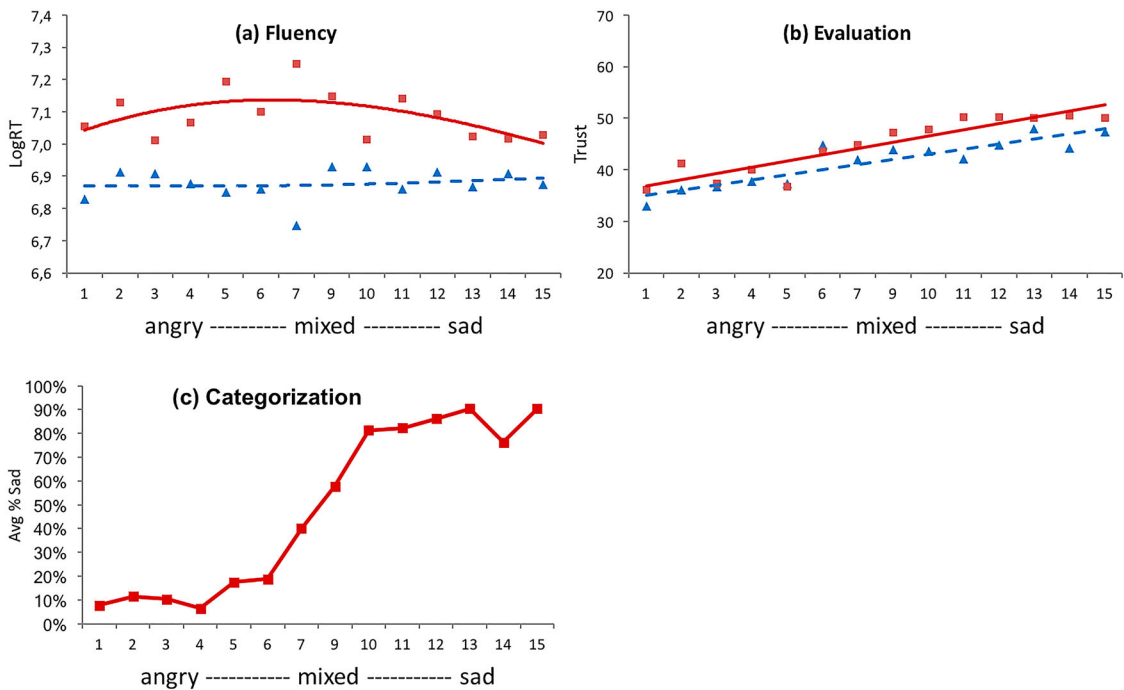 (a) Fluency
7,4
7,3
7,2
7,1
7,0
6,9
6,8
6,7
6,6
LogRT
1 2 3 4 5 6 7 9 10 11 12 13 14 15
angry ----------- mixed ----------- sad
(b) Evaluation
70
60
50
40
30
20
Trust
1 2 3 4 5 6 7 9 10 11 12 13 14 15
angry ----------- mixed ----------- sad
(c) Categorization
100%
90%
80%
70%
60%
50%
40%
30%
20%
10%
0%
Avg % Sad
1 2 3 4 5 6 7 9 10 11 12 13 14 15
angry ----------- mixed ----------- sad